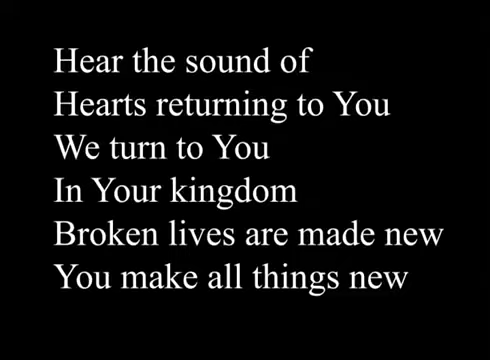 Hear the sound of
Hearts returning to You
We turn to You
In Your kingdom
Broken lives are made new
You make all things new